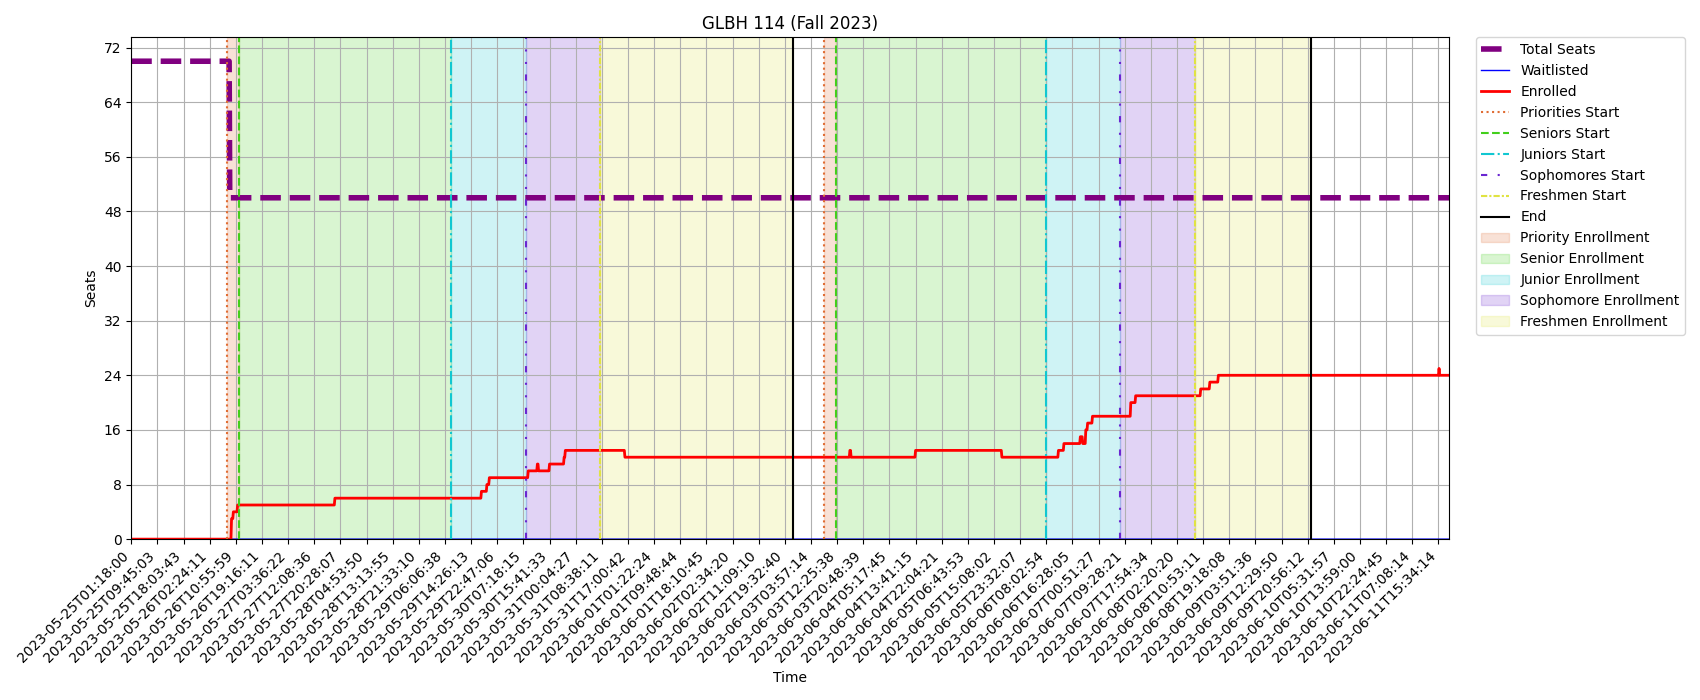 GLBH 114 (Fall 2023)
72
64
56
48
40
32
24
16
8
0
Seats
2023-05-25T01:18:00
2023-05-25T09:45:03
2023-05-25T18:03:43
2023-05-26T02:24:11
2023-05-26T10:55:59
2023-05-26T19:16:11
2023-05-27T03:36:22
2023-05-27T12:08:36
2023-05-27T20:28:07
2023-05-28T04:53:50
2023-05-28T13:13:55
2023-05-28T21:33:10
2023-05-29T06:06:38
2023-05-29T14:26:13
2023-05-29T22:47:06
2023-05-30T07:18:15
2023-05-30T15:41:33
2023-05-31T00:04:27
2023-05-31T08:38:11
2023-05-31T17:00:42
2023-06-01T01:22:24
2023-06-01T09:48:44
2023-06-01T18:10:45
2023-06-02T02:34:20
2023-06-02T11:09:10
2023-06-02T19:32:40
2023-06-03T03:57:14
2023-06-03T12:25:38
2023-06-03T20:48:39
2023-06-04T05:17:45
2023-06-04T13:41:15
2023-06-04T22:04:21
2023-06-05T06:43:53
2023-06-05T15:08:02
2023-06-05T23:32:07
2023-06-06T08:02:54
2023-06-06T16:28:05
2023-06-07T00:51:27
2023-06-07T09:28:21
2023-06-07T17:54:34
2023-06-08T02:20:20
2023-06-08T10:53:11
2023-06-08T19:18:08
2023-06-09T03:51:36
2023-06-09T12:29:50
2023-06-09T20:56:12
2023-06-10T05:31:57
2023-06-10T13:59:00
2023-06-10T22:24:45
2023-06-11T07:08:14
2023-06-11T15:34:14
Time
Total Seats
Waitlisted
Enrolled
Priorities Start
Seniors Start
Juniors Start
Sophomores Start
Freshmen Start
End
Priority Enrollment
Senior Enrollment
Junior Enrollment
Sophomore Enrollment
Freshmen Enrollment